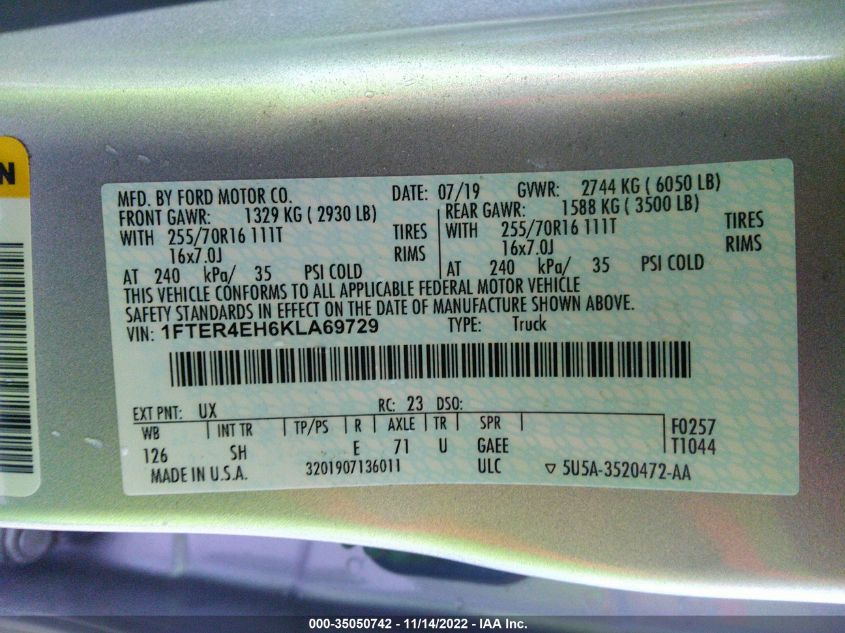 N
MFD. BY FORD MOTOR CO. DATE: 07/19 GVWR: 2744 KG ( 6050 LB)
FRONT GAWR: 1329 KG ( 2930 LB) REAR GAWR: 1588 KG ( 3500 LB)
WITH 255/70R16 111T TIRES WITH 255/70R16 111T TIRES
16x7.0J RIMS 16x7.0J RIMS
AT 240 kPa/ 35 PSI COLD AT 240 kPa/ 35 PSI COLD
THIS VEHICLE CONFORMS TO ALL APPLICABLE FEDERAL MOTOR VEHICLE
SAFETY STANDARDS IN EFFECT ON THE DATE OF MANUFACTURE SHOWN ABOVE.
VIN: 1FTER4EH6KLA69729 TYPE: Truck
EXT PNT: UX RC: 23 DSO:
WB INT TR TP/PS R AXLE TR SPR F0257
126 SH E 71 U GAEE T1044
MADE IN U.S.A. 3201907136011 ULC 5U5A-3520472-AA
000-35050742 - 11/14/2022 - IAA Inc.